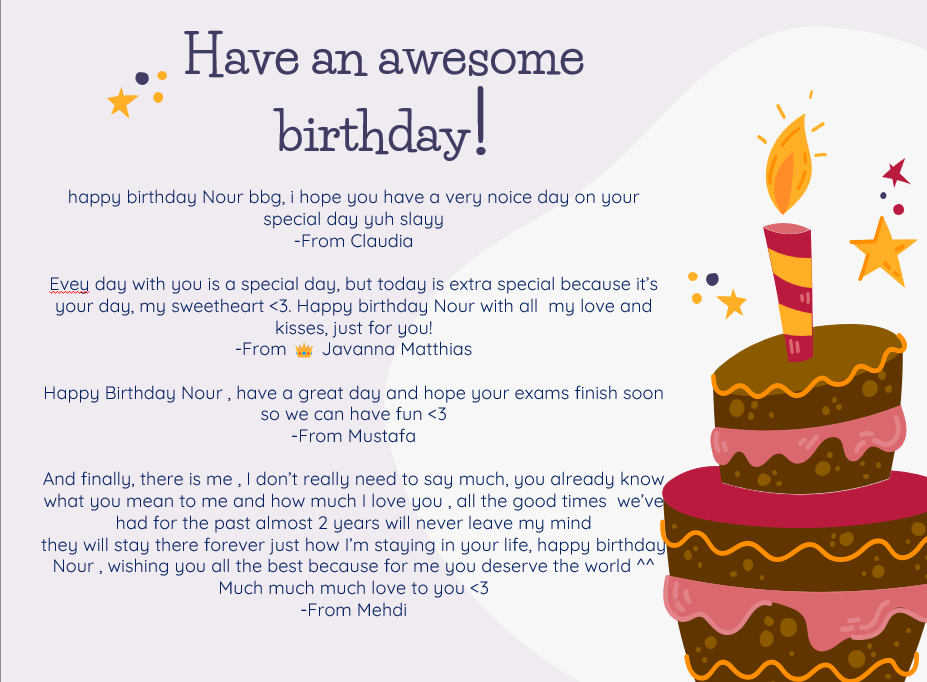 Have an awesome
birthday!
happy birthday Nour bbg, i hope you have a very noice day on your
special day yuh slayy
-From Claudia
Evey day with you is a special day, but today is extra special because it’s
your day, my sweetheart <3. Happy birthday Nour with all  my love and
kisses, just for you!
-From 👑 Javanna Matthias
Happy Birthday Nour , have a great day and hope your exams finish soon
so we can have fun <3
-From Mustafa
And finally, there is me , I don’t really need to say much, you already know
what you mean to me and how much I love you , all the good times  we’ve
had for the past almost 2 years will never leave my mind
they will stay there forever just how I’m staying in your life, happy birthday
Nour , wishing you all the best because for me you deserve the world ^^
Much much much love to you <3
-From Mehdi